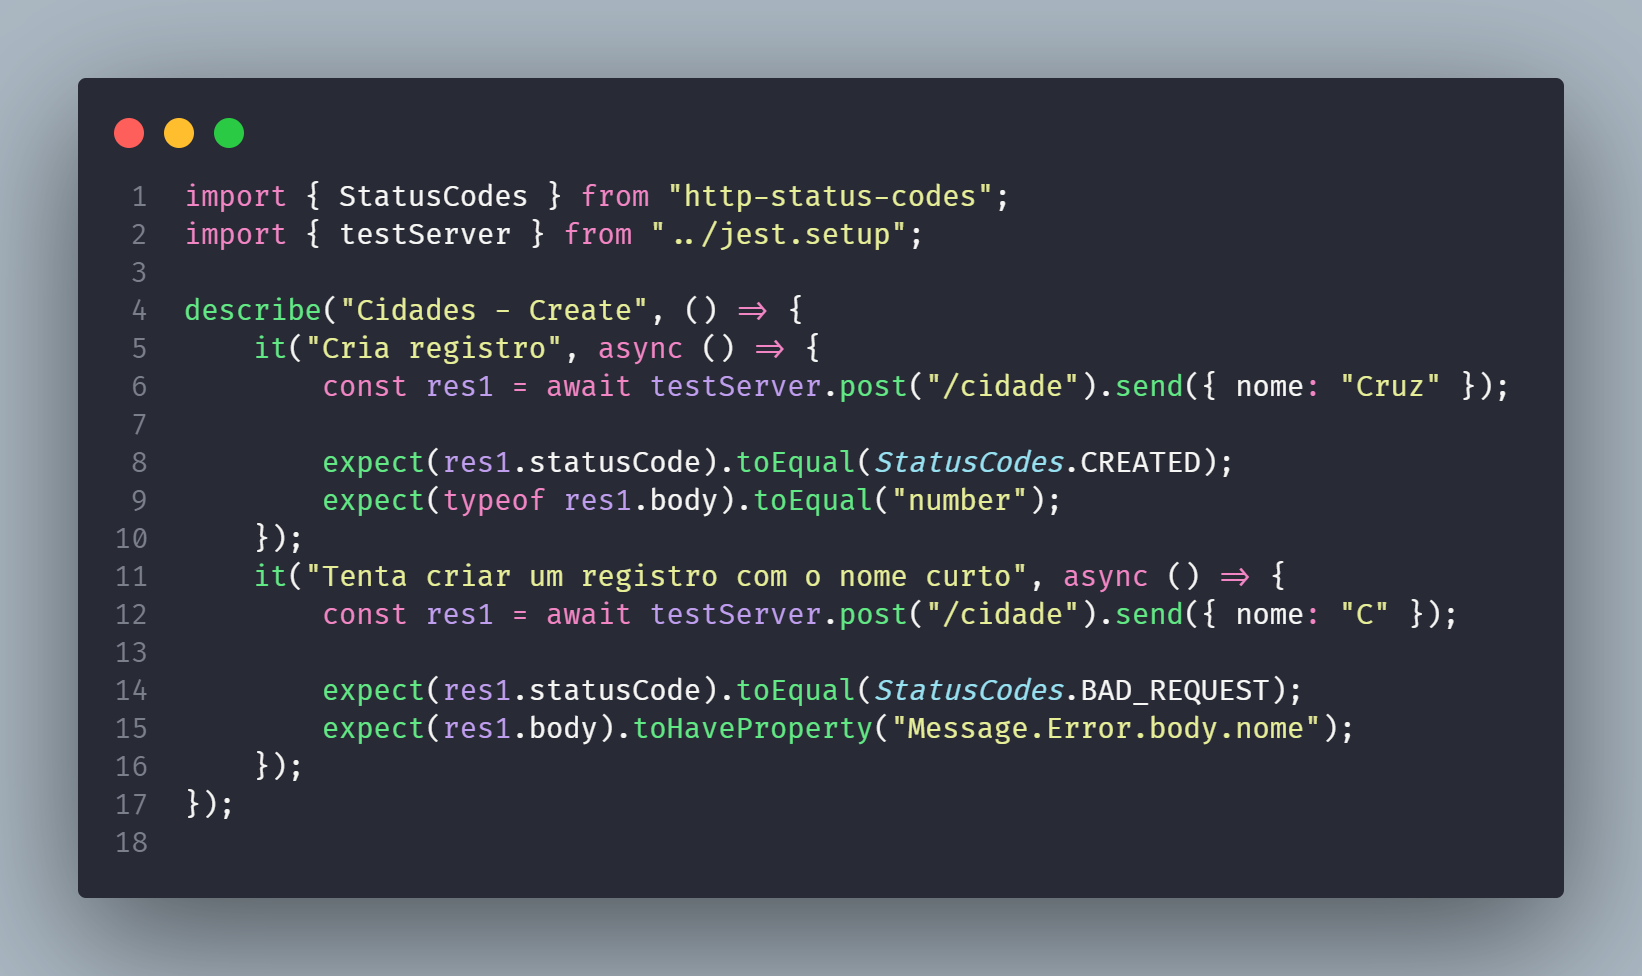 1 import { StatusCodes } from "http-status-codes";
2 import { testServer } from "../jest.setup";
3
4 describe("Cidades - Create", () => {
5     it("Cria registro", async () => {
6         const res1 = await testServer.post("/cidade").send({ nome: "Cruz" });
7
8         expect(res1.statusCode).toEqual(StatusCodes.CREATED);
9         expect(typeof res1.body).toEqual("number");
10     });
11     it("Tenta criar um registro com o nome curto", async () => {
12         const res1 = await testServer.post("/cidade").send({ nome: "C" });
13
14         expect(res1.statusCode).toEqual(StatusCodes.BAD_REQUEST);
15         expect(res1.body).toHaveProperty("Message.Error.body.nome");
16     });
17 });
18